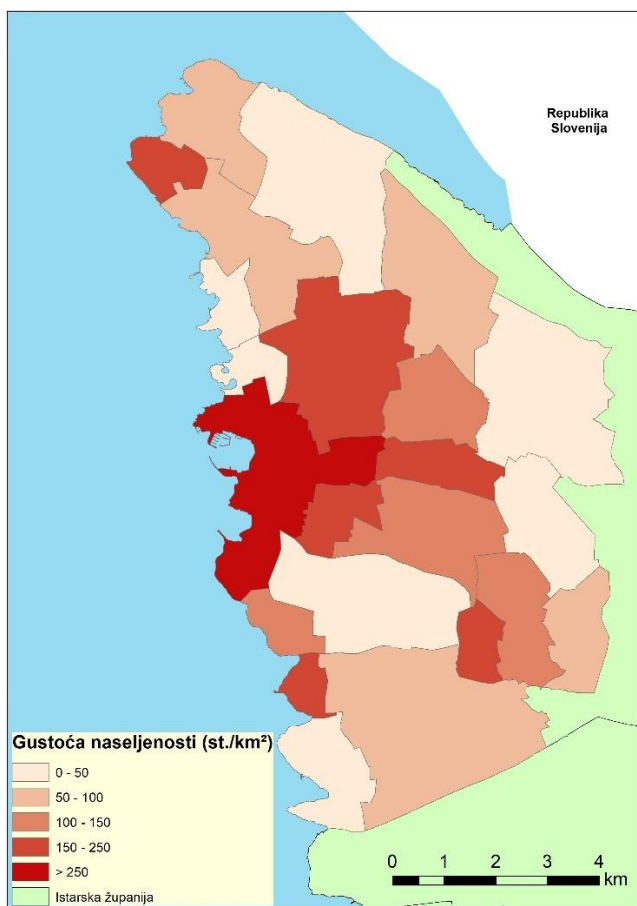 Republika
Slovenija
Gustoća naseljenosti (st./km²)
0 - 50
50 - 100
100 - 150
150 - 250
> 250
Istarska županija
0 1 2 3 4
km